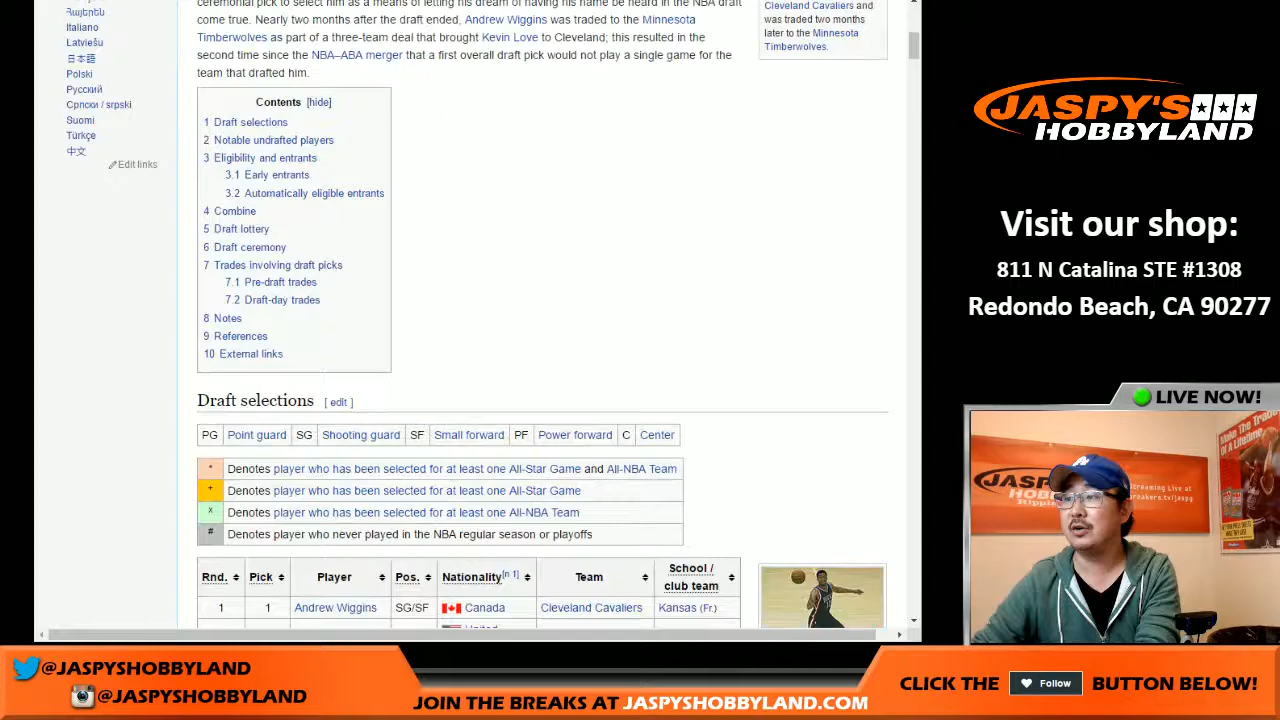 Հայերեն
Italiano
Latviešu
日本語
Polski
Русский
Српски / srpski
Suomi
Türkçe
中文
Edit links
ceremonial pick to select him as a means of letting his dream of having his name be heard in the NBA draft
come true. Nearly two months after the draft ended, Andrew Wiggins was traded to the Minnesota
Timberwolves as part of a three-team deal that brought Kevin Love to Cleveland; this resulted in the
second time since the NBA–ABA merger that a first overall draft pick would not play a single game for the
team that drafted him.
Cleveland Cavaliers and
was traded two months
later to the Minnesota
Timberwolves.
Contents [hide]
1 Draft selections
2 Notable undrafted players
3 Eligibility and entrants
3.1 Early entrants
3.2 Automatically eligible entrants
4 Combine
5 Draft lottery
6 Draft ceremony
7 Trades involving draft picks
7.1 Pre-draft trades
7.2 Draft-day trades
8 Notes
9 References
10 External links
Draft selections [ edit ]
PG Point guard SG Shooting guard SF Small forward PF Power forward C Center
* Denotes player who has been selected for at least one All-Star Game and All-NBA Team
+ Denotes player who has been selected for at least one All-Star Game
x Denotes player who has been selected for at least one All-NBA Team
# Denotes player who never played in the NBA regular season or playoffs
Rnd. Pick Player Pos. Nationality[n 1] Team School / club team
1 1 Andrew Wiggins SG/SF Canada Cleveland Cavaliers Kansas (Fr.)
JASPY'S
HOBBYLAND
Visit our shop:
811 N Catalina STE #1308
Redondo Beach, CA 90277
LIVE NOW!
@JASPYSHOBBYLAND
@JASPYSHOBBYLAND
JOIN THE BREAKS AT JASPYSHOBBYLAND.COM
CLICK THE Follow BUTTON BELOW!